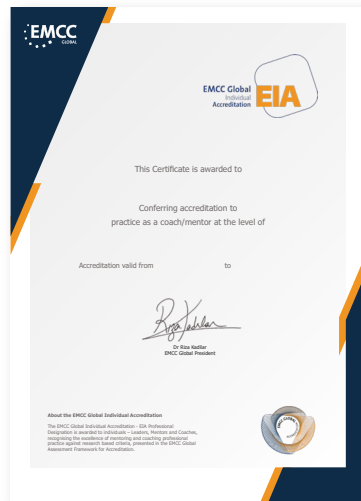 EMCC
GLOBAL
EMCC Global
Individual
Accreditation
EIA
This Certificate is awarded to
Conferring accreditation to
practice as a coach/mentor at the level of
Accreditation valid from to
Dr Riza Kadilar
EMCC Global President
About the EMCC Global Individual Accreditation
The EMCC Global Individual Accreditation - EIA Professional
Designation is awarded to individuals – Leaders, Mentors and Coaches,
recognising the excellence of mentoring and coaching professional
practice against research based criteria, presented in the EMCC Global
Assessment Framework for Accreditation.
EMCC GLOBAL